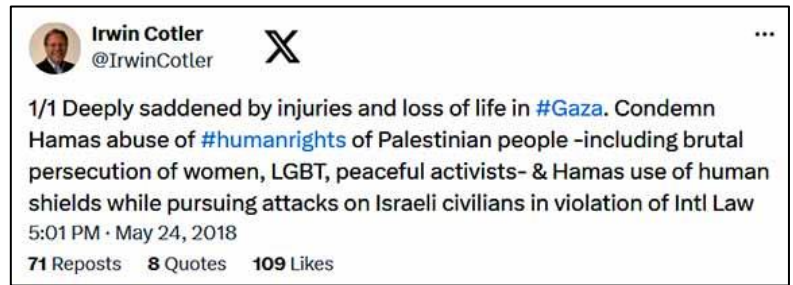 Irwin Cotler
@IrwinCotler
1/1 Deeply saddened by injuries and loss of life in #Gaza. Condemn
Hamas abuse of #humanrights of Palestinian people -including brutal
persecution of women, LGBT, peaceful activists- & Hamas use of human
shields while pursuing attacks on Israeli civilians in violation of Intl Law
5:01 PM · May 24, 2018
71 Reposts 8 Quotes 109 Likes